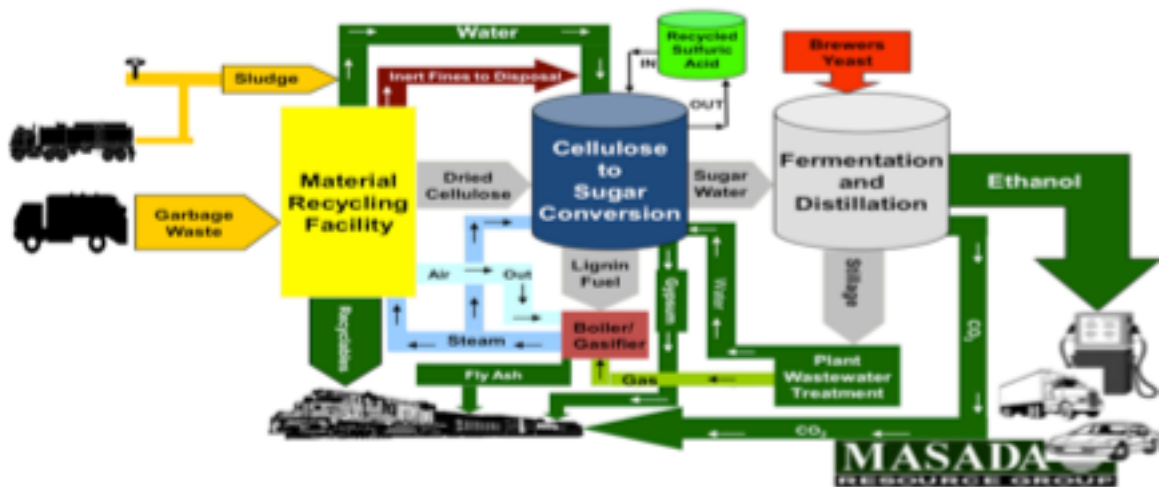 Water
Recycled
Sulfuric
Acid
Brewers
Yeast
Sludge
Inert Fines to Disposal
IN
OUT
Material
Recycling
Facility
Dried
Cellulose
Cellulose
to
Sugar
Conversion
Sugar
Water
Fermentation
and
Distillation
Ethanol
Garbage
Waste
Air
Out
Lignin
Fuel
Gypsum
Water
Stillage
CO₂
Recyclables
Steam
Boiler/
Gasifier
Plant
Wastewater
Treatment
Fly Ash
Gas
CO₂
MASADA
RESOURCE GROUP